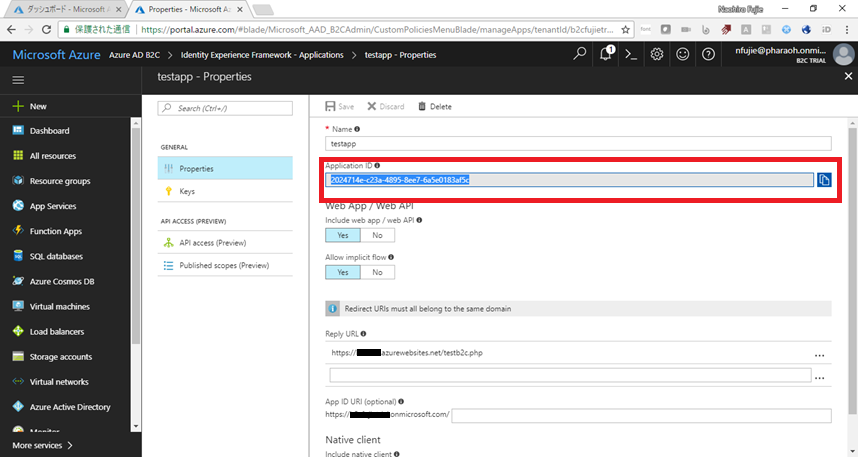 ダッシュボード - Microsoft Az
Properties - Microsoft Az
Naohiro Fujie
保護された通信
https://portal.azure.com/#blade/Microsoft_AAD_B2CAdmin/CustomPoliciesMenuBlade/manageApps/tenantId/b2cfujietr
Microsoft Azure
Azure AD B2C
Identity Experience Framework - Applications
testapp - Properties
1
nfujie@pharaoh.onmi...
B2C TRIAL
testapp - Properties
New
Dashboard
All resources
Resource groups
App Services
Function Apps
SQL databases
Azure Cosmos DB
Virtual machines
Load balancers
Storage accounts
Virtual networks
Azure Active Directory
Monitor
More services
Search (Ctrl+/)
GENERAL
Properties
Keys
API ACCESS (PREVIEW)
API access (Preview)
Published scopes (Preview)
Save
Discard
Delete
* Name
testapp
Application ID
2024714e-c23a-4895-8ee7-6a5e0183af5c
Web App / Web API
Include web app / web API
Yes
No
Allow implicit flow
Yes
No
Redirect URIs must all belong to the same domain
Reply URL
https:// azurewebsites.net/testb2c.php
...
...
App ID URI (optional)
https:// onmicrosoft.com/
Native client
Include native client